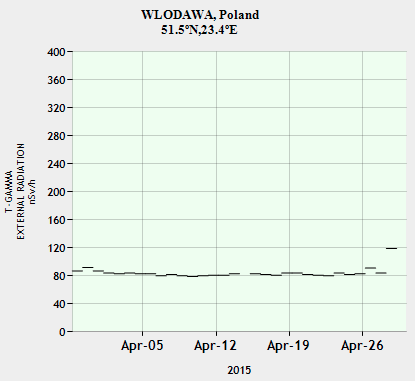 WLODAWA, Poland
51.5°N,23.4°E
T-GAMMA
EXTERNAL RADIATION
nSv/h
400
360
320
280
240
200
160
120
80
40
0
Apr-05 Apr-12 Apr-19 Apr-26
2015